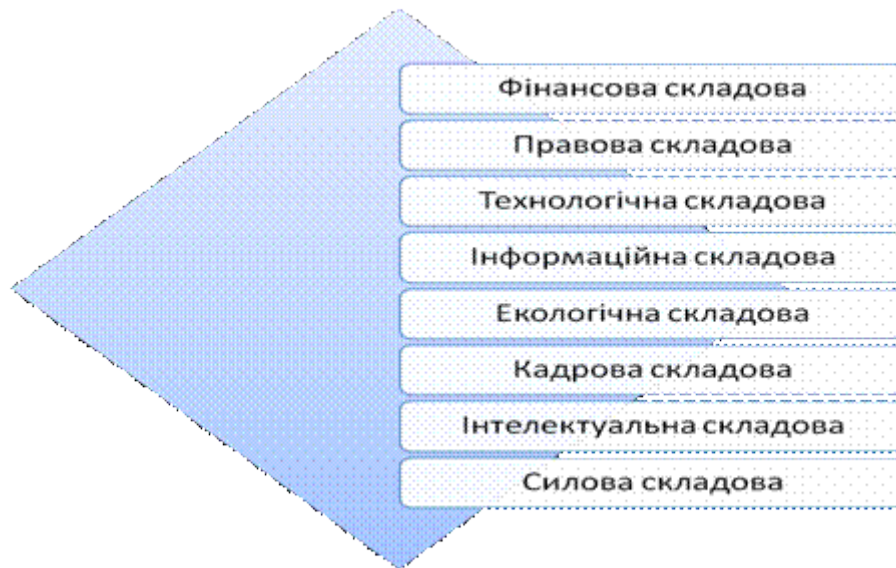 Фінансова складова
Правова складова
Технологічна складова
Інформаційна складова
Екологічна складова
Кадрова складова
Інтелектуальна складова
Силова складова